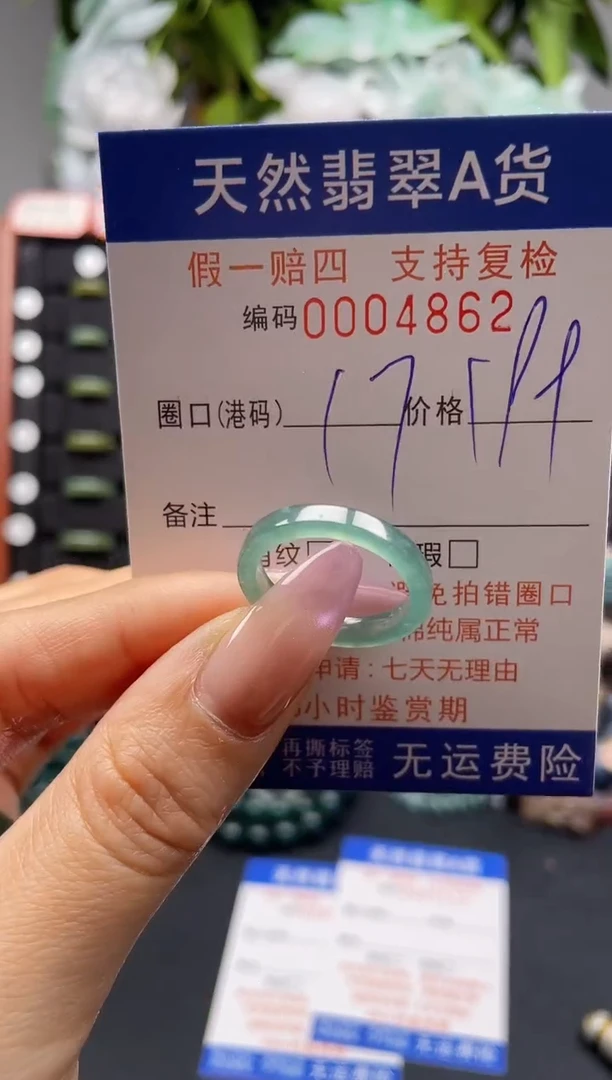 天然翡翠A货
假一赔四 支持复检
编码0004862
圈口(港码) 17 价格
备注
纹 瑕□
免拍错圈口
纯属正常
申请:七天无理由
小时鉴赏期
再撕标签
不予理赔
无运费险